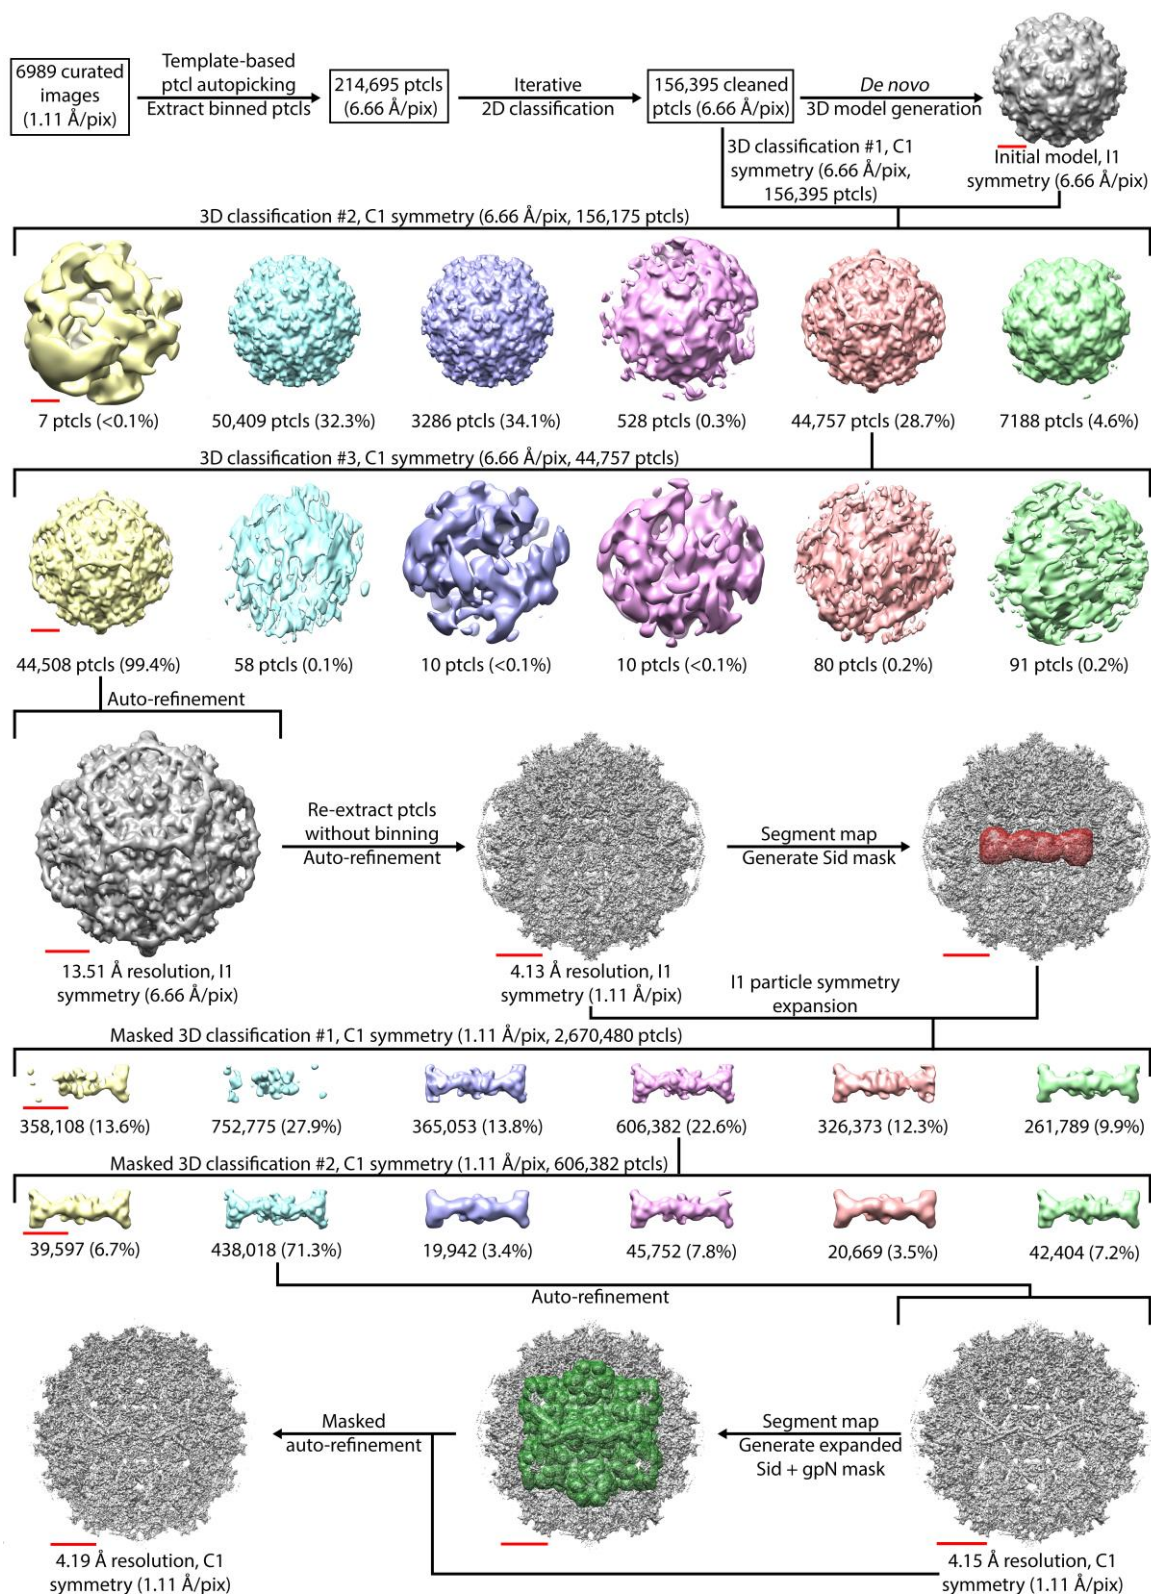 6989 curated
images
(1.11 Å/pix)
Template-based
ptcl autopicking
Extract binned ptcls
214,695 ptcls
(6.66 Å/pix)
Iterative
2D classification
156,395 cleaned
ptcls (6.66 Å/pix)
De novo
3D model generation
Initial model, I1
symmetry (6.66 Å/pix)
3D classification #1, C1
symmetry (6.66 Å/pix,
156,395 ptcls)
3D classification #2, C1 symmetry (6.66 Å/pix, 156,175 ptcls)
7 ptcls (<0.1%)
50,409 ptcls (32.3%)
3286 ptcls (34.1%)
528 ptcls (0.3%)
44,757 ptcls (28.7%)
7188 ptcls (4.6%)
3D classification #3, C1 symmetry (6.66 Å/pix, 44,757 ptcls)
44,508 ptcls (99.4%)
58 ptcls (0.1%)
10 ptcls (<0.1%)
10 ptcls (<0.1%)
80 ptcls (0.2%)
91 ptcls (0.2%)
Auto-refinement
13.51 Å resolution, I1
symmetry (6.66 Å/pix)
Re-extract ptcls
without binning
Auto-refinement
4.13 Å resolution, I1
symmetry (1.11 Å/pix)
Segment map
Generate Sid mask
I1 particle symmetry
expansion
Masked 3D classification #1, C1 symmetry (1.11 Å/pix, 2,670,480 ptcls)
358,108 (13.6%)
752,775 (27.9%)
365,053 (13.8%)
606,382 (22.6%)
326,373 (12.3%)
261,789 (9.9%)
Masked 3D classification #2, C1 symmetry (1.11 Å/pix, 606,382 ptcls)
39,597 (6.7%)
438,018 (71.3%)
19,942 (3.4%)
45,752 (7.8%)
20,669 (3.5%)
42,404 (7.2%)
Auto-refinement
4.19 Å resolution, C1
symmetry (1.11 Å/pix)
Masked
auto-refinement
Segment map
Generate expanded
Sid + gpN mask
4.15 Å resolution, C1
symmetry (1.11 Å/pix)